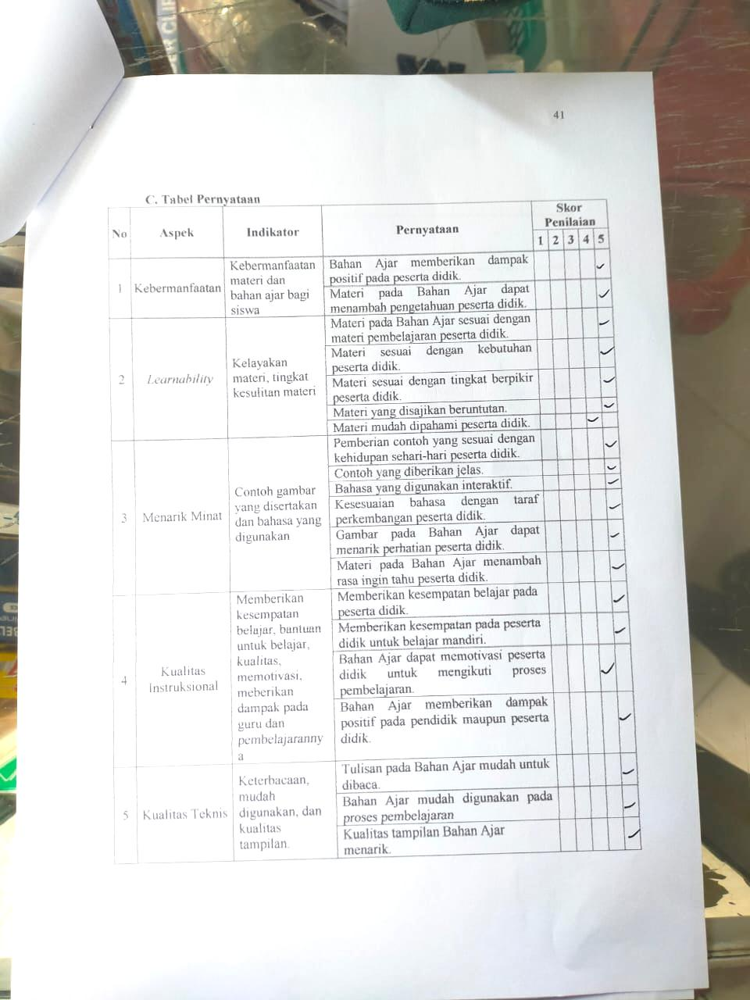 41
C. Tabel Pernyataan
No Aspek Indikator Pernyataan Skor Penilaian
1 2 3 4 5
1 Kebermanfaatan
Kebermanfaatan
materi dan
bahan ajar bagi
siswa
Bahan Ajar memberikan dampak
positif pada peserta didik.
Materi pada Bahan Ajar dapat
menambah pengetahuan peserta didik.
2 Learnability
Kelayakan
materi, tingkat
kesulitan materi
Materi pada Bahan Ajar sesuai dengan
materi pembelajaran peserta didik.
Materi sesuai dengan kebutuhan
peserta didik.
Materi sesuai dengan tingkat berpikir
peserta didik.
Materi yang disajikan beruntutan.
Materi mudah dipahami peserta didik.
3 Menarik Minat
Contoh gambar
yang disertakan
dan bahasa yang
digunakan
Pemberian contoh yang sesuai dengan
kehidupan sehari-hari peserta didik.
Contoh yang diberikan jelas.
Bahasa yang digunakan interaktif.
Kesesuaian bahasa dengan taraf
perkembangan peserta didik.
Gambar pada Bahan Ajar dapat
menarik perhatian peserta didik.
Materi pada Bahan Ajar menambah
rasa ingin tahu peserta didik.
4 Kualitas
Instruksional
Memberikan
kesempatan
belajar, bantuan
untuk belajar,
kualitas,
memotivasi,
meberikan
dampak pada
guru dan
pembelajaranny
a
Memberikan kesempatan belajar pada
peserta didik.
Memberikan kesempatan pada peserta
didik untuk belajar mandiri.
Bahan Ajar dapat memotivasi peserta
didik untuk mengikuti proses
pembelajaran.
Bahan Ajar memberikan dampak
positif pada pendidik maupun peserta
didik.
5 Kualitas Teknis
Keterbacaan,
mudah
digunakan, dan
kualitas
tampilan.
Tulisan pada Bahan Ajar mudah untuk
dibaca.
Bahan Ajar mudah digunakan pada
proses pembelajaran
Kualitas tampilan Bahan Ajar
menarik.